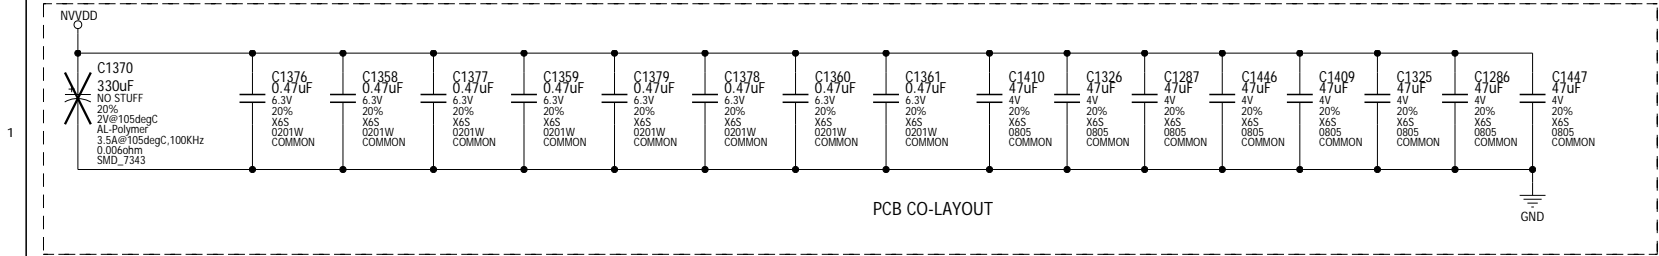 NVVDD
C1370
330uF
NO STUFF
20%
2V@105degC
AL-Polymer
3.5A@105degC,100KHz
0.006ohm
SMD_7343
C1376
0.47uF
6.3V
20%
X6S
0201W
COMMON
C1358
0.47uF
6.3V
20%
X6S
0201W
COMMON
C1377
0.47uF
6.3V
20%
X6S
0201W
COMMON
C1359
0.47uF
6.3V
20%
X6S
0201W
COMMON
C1379
0.47uF
6.3V
20%
X6S
0201W
COMMON
C1378
0.47uF
6.3V
20%
X6S
0201W
COMMON
C1360
0.47uF
6.3V
20%
X6S
0201W
COMMON
C1361
0.47uF
6.3V
20%
X6S
0201W
COMMON
C1410
47uF
4V
20%
X6S
0805
COMMON
C1326
47uF
4V
20%
X6S
0805
COMMON
C1287
47uF
4V
20%
X6S
0805
COMMON
C1446
47uF
4V
20%
X6S
0805
COMMON
C1409
47uF
4V
20%
X6S
0805
COMMON
C1325
47uF
4V
20%
X6S
0805
COMMON
C1286
47uF
4V
20%
X6S
0805
COMMON
C1447
47uF
4V
20%
X6S
0805
COMMON
1
PCB CO-LAYOUT
GND